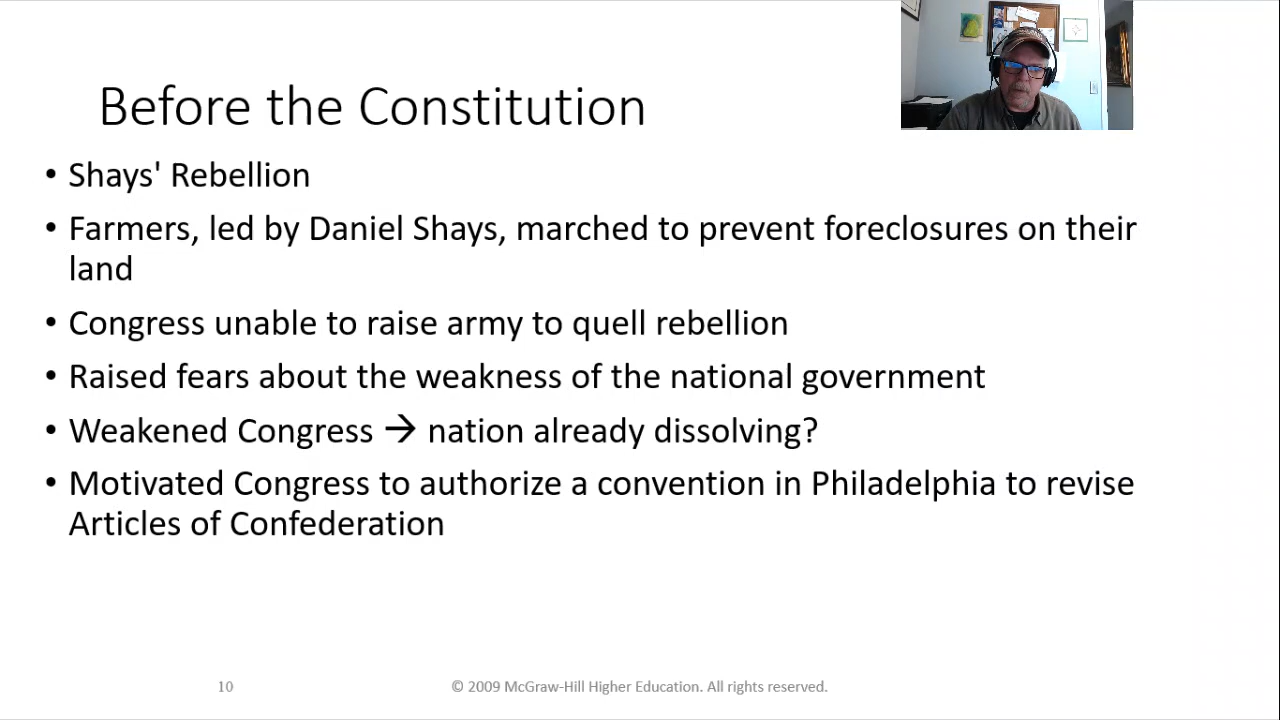 Before the Constitution
• Shays' Rebellion
• Farmers, led by Daniel Shays, marched to prevent foreclosures on their
land
• Congress unable to raise army to quell rebellion
• Raised fears about the weakness of the national government
• Weakened Congress → nation already dissolving?
• Motivated Congress to authorize a convention in Philadelphia to revise
Articles of Confederation
10
© 2009 McGraw-Hill Higher Education. All rights reserved.